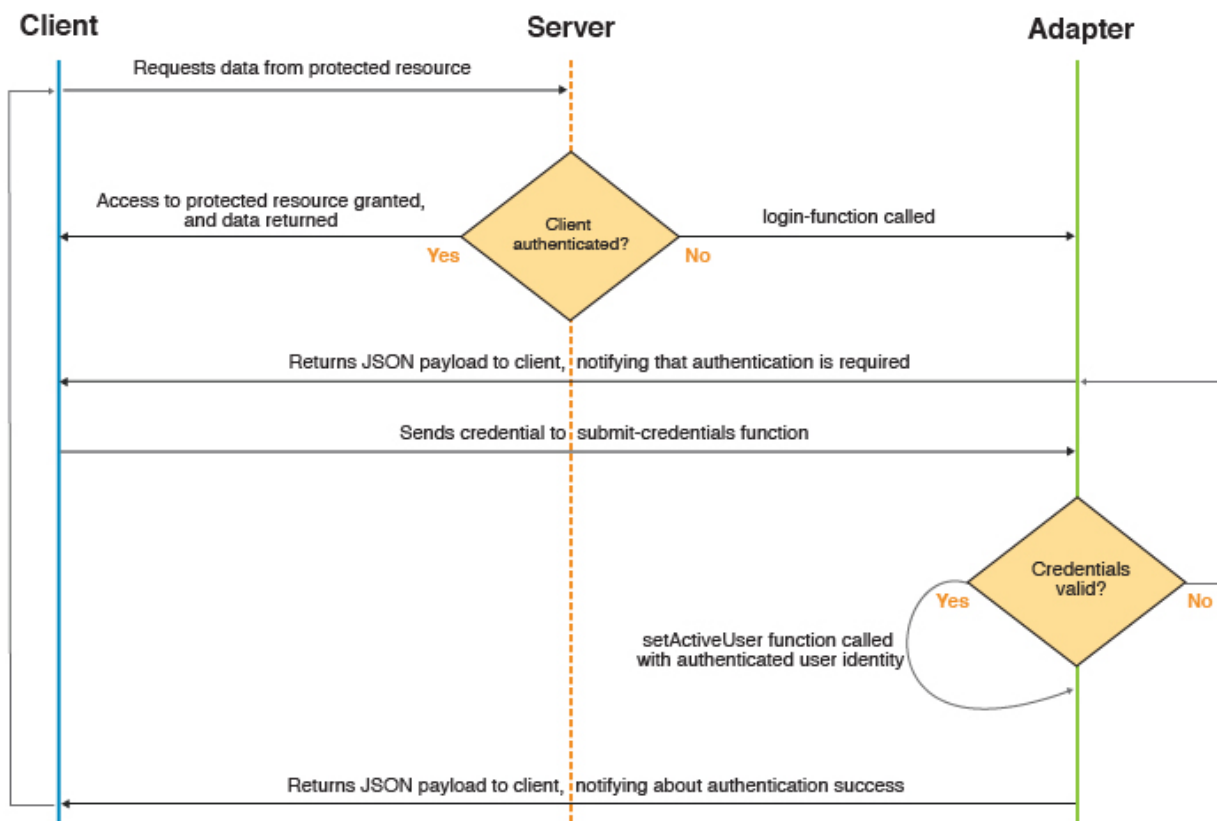 Client
Server
Adapter
Requests data from protected resource
Access to protected resource granted,
and data returned
Client
authenticated?
login-function called
Yes
No
Returns JSON payload to client, notifying that authentication is required
Sends credential to submit-credentials function
Credentials
valid?
Yes
No
setActiveUser function called
with authenticated user identity
Returns JSON payload to client, notifying about authentication success